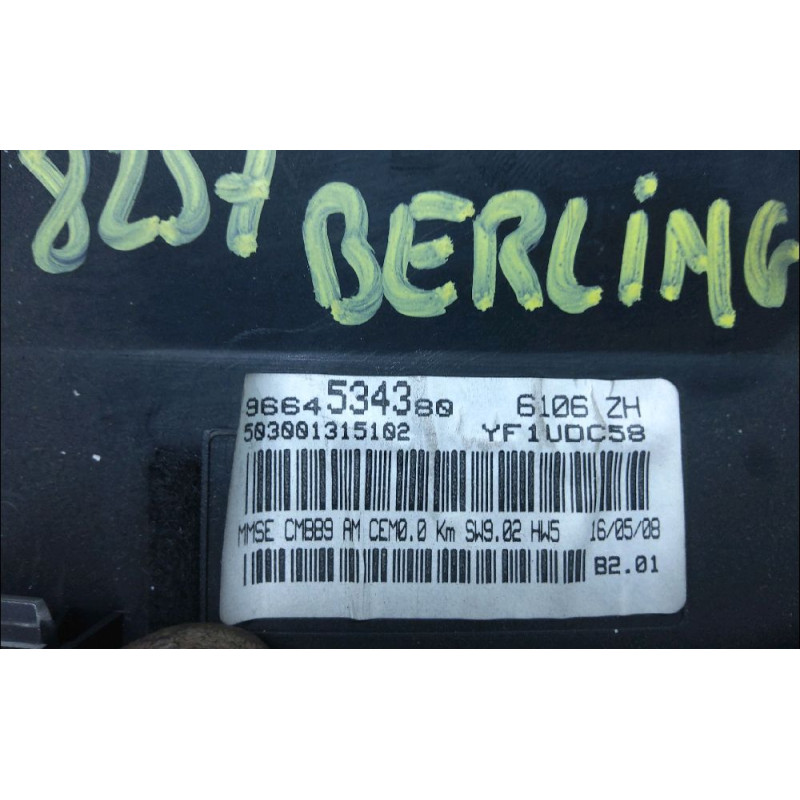 8257 BERLING
9664534380 6106 ZH
503001315102 YF1UDC58
MMSE CMBB9 AM CEM0.0 Km SW9.02 HW5 16/05/08
B2.01